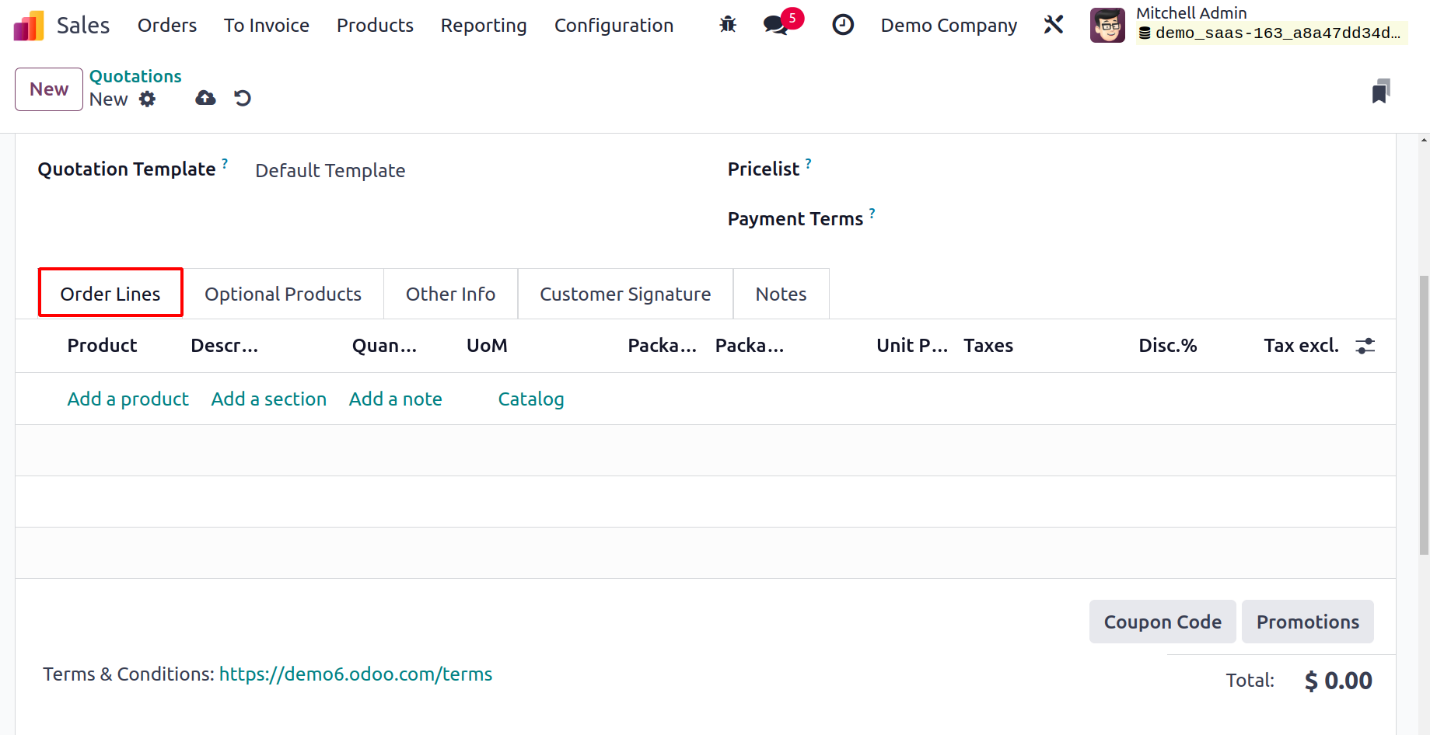 Sales Orders To Invoice Products Reporting Configuration 5 Demo Company Mitchell Admin
demo_saas-163_a8a47dd34d…
New Quotations
New
Quotation Template ? Default Template Pricelist ?
Payment Terms ?
Order Lines Optional Products Other Info Customer Signature Notes
Product Descr… Quan… UoM Packa… Packa… Unit P… Taxes Disc.% Tax excl.
Add a product Add a section Add a note Catalog
Coupon Code Promotions
Terms & Conditions: https://demo6.odoo.com/terms
Total: $ 0.00